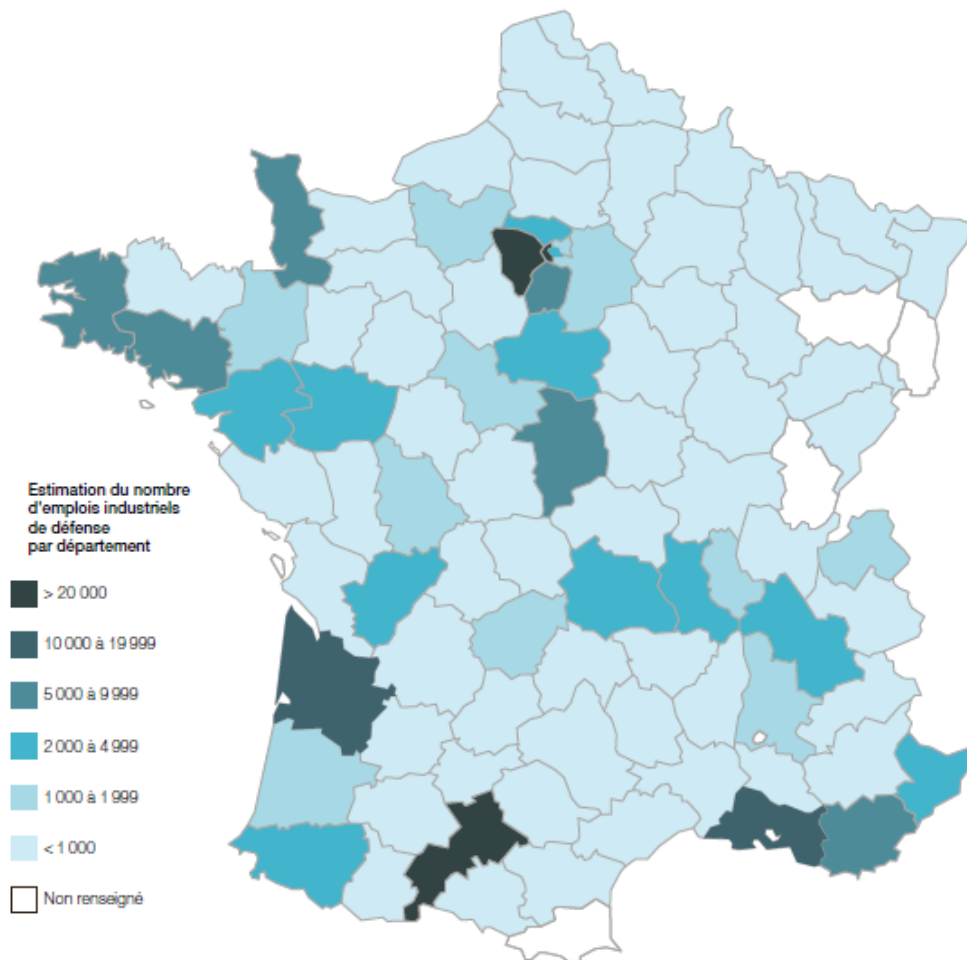 Estimation du nombre
d'emplois industriels
de défense
par département
> 20 000
10 000 à 19 999
5 000 à 9 999
2 000 à 4 999
1 000 à 1 999
< 1 000
Non renseigné